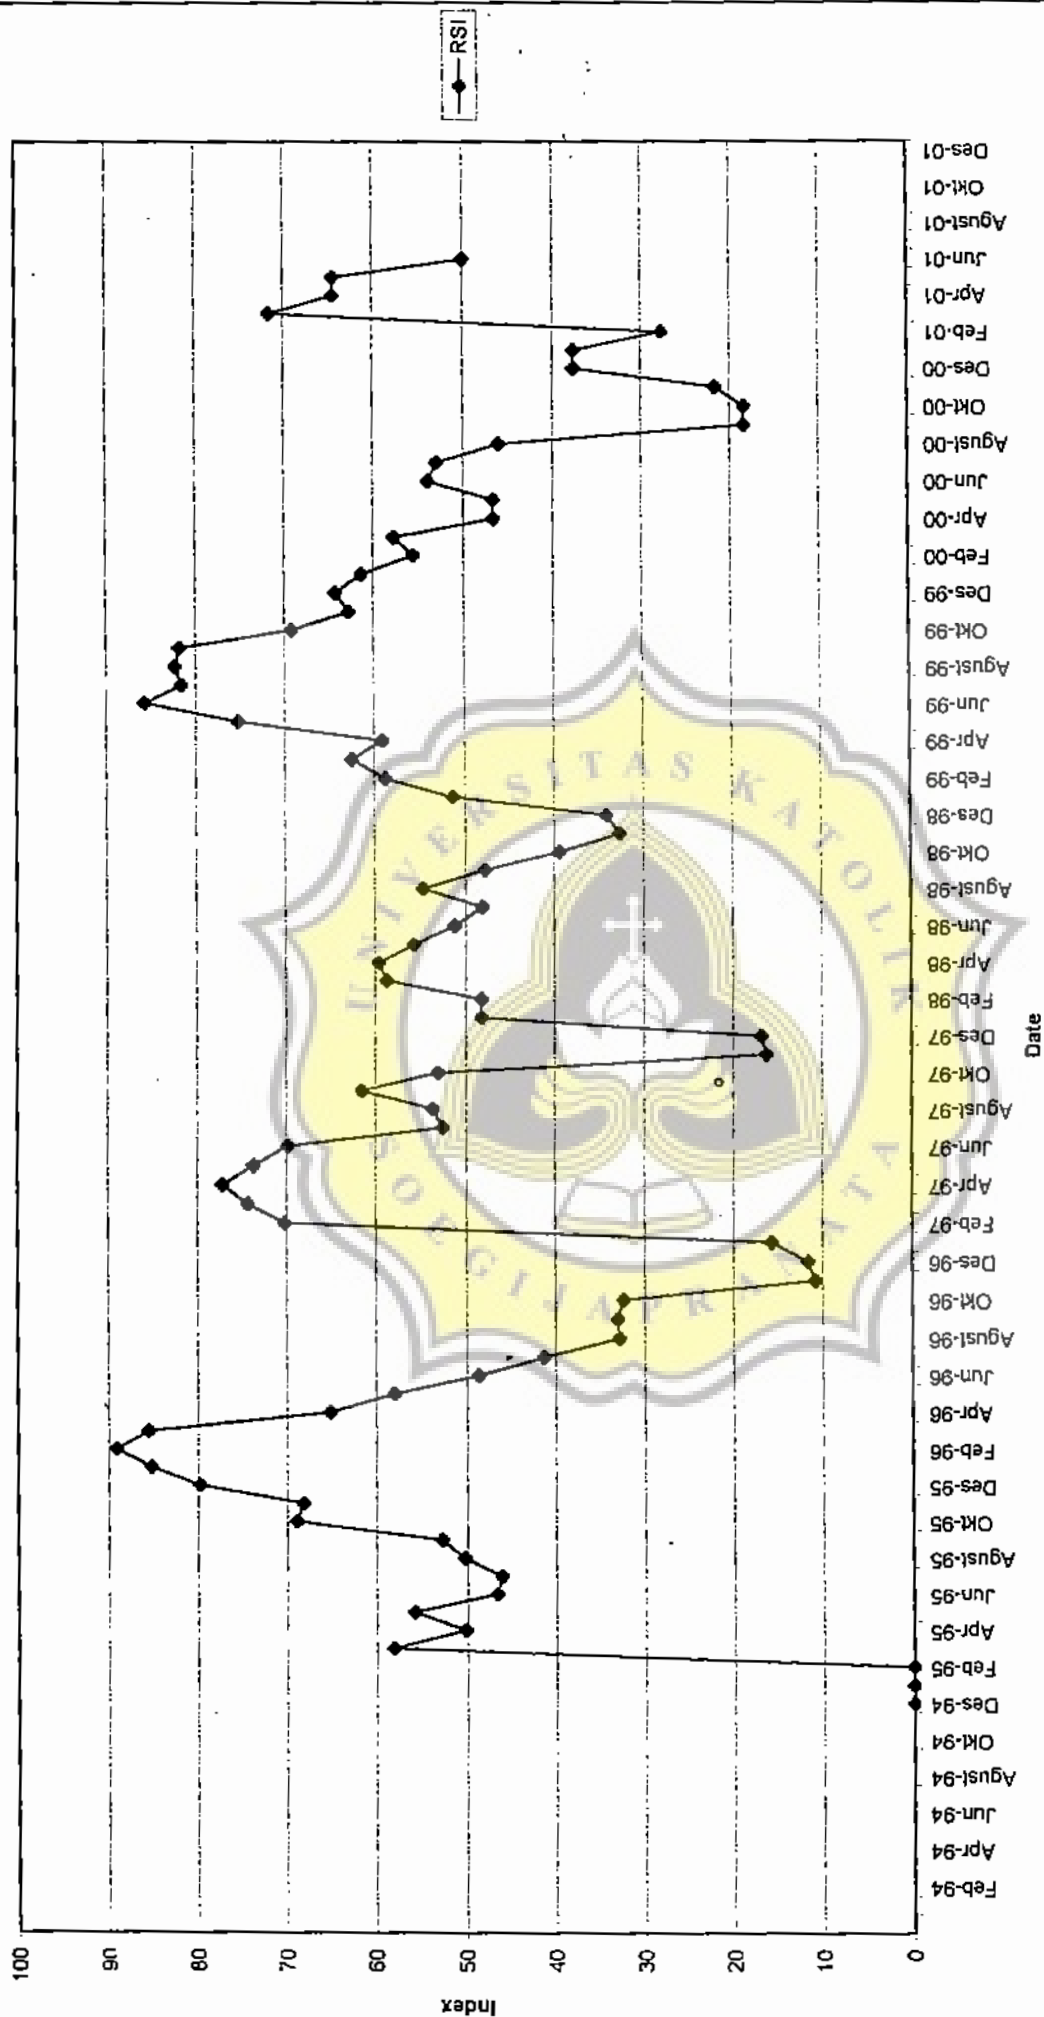 RSI
Index
100
90
80
70
60
50
40
30
20
10
0
Feb-94
Apr-94
Jun-94
Agust-94
Okt-94
Des-94
Feb-95
Apr-95
Jun-95
Agust-95
Okt-95
Des-95
Feb-96
Apr-96
Jun-96
Agust-96
Okt-96
Des-96
Feb-97
Apr-97
Jun-97
Agust-97
Okt-97
Des-97
Feb-98
Apr-98
Jun-98
Agust-98
Okt-98
Des-98
Feb-99
Apr-99
Jun-99
Agust-99
Okt-99
Des-99
Feb-00
Apr-00
Jun-00
Agust-00
Okt-00
Des-00
Feb-01
Apr-01
Jun-01
Agust-01
Okt-01
Des-01
Date
UNIVERSITAS KATOLIK
SOEGIJAPRANATA